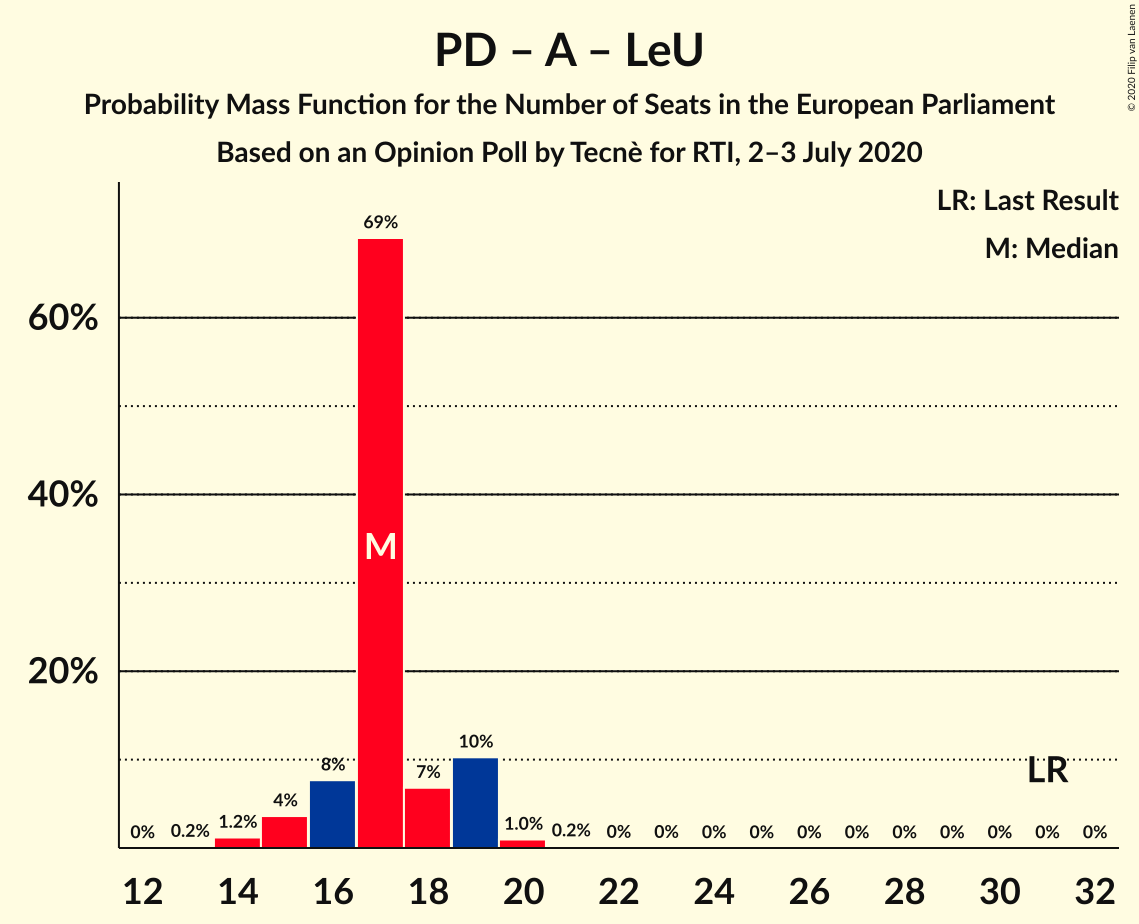 PD – A – LeU
Probability Mass Function for the Number of Seats in the European Parliament
Based on an Opinion Poll by Tecnè for RTI, 2–3 July 2020
© 2020 Filip van Laenen
LR: Last Result
M: Median
60%
40%
20%
0% 0.2% 1.2% 4% 8% 69% 7% 10% 1.0% 0.2% 0% 0% 0% 0% 0% 0% 0% 0% 0% 0% 0%
M
LR
12 14 16 18 20 22 24 26 28 30 32